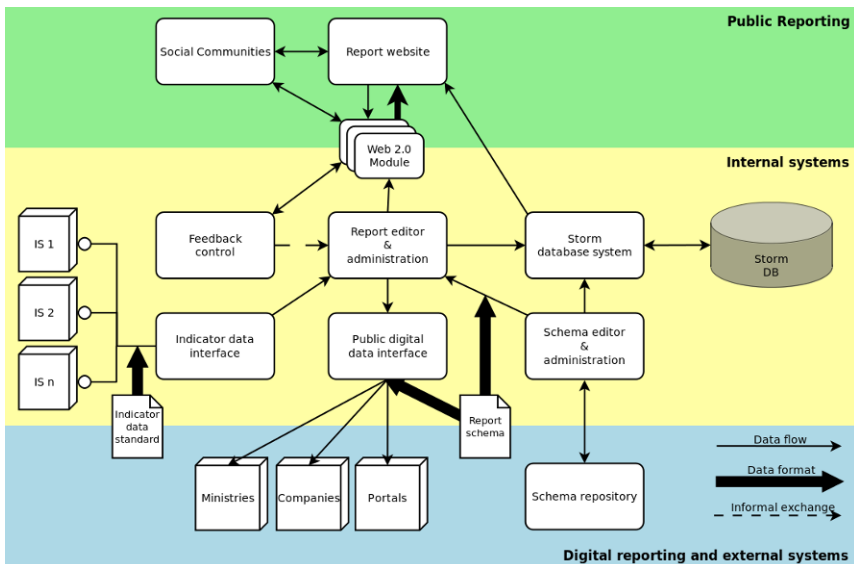 Public Reporting
Social Communities
Report website
Web 2.0
Module
Internal systems
IS 1
Feedback
control
Report editor
&
administration
Storm
database system
Storm
DB
IS 2
Indicator data
interface
Public digital
data interface
Schema editor
&
administration
IS n
Indicator
data
standard
Report
schema
Data flow
Ministries
Companies
Portals
Schema repository
Data format
Informal exchange
Digital reporting and external systems